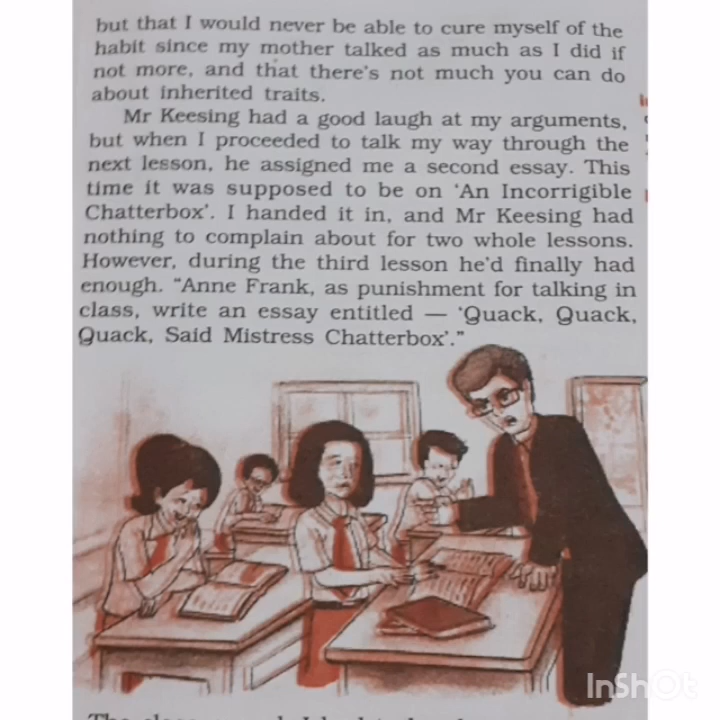 but that I would never be able to cure myself of the
habit since my mother talked as much as I did if
not more, and that there's not much you can do
about inherited traits.
Mr Keesing had a good laugh at my arguments,
but when I proceeded to talk my way through the
next lesson, he assigned me a second essay. This
time it was supposed to be on 'An Incorrigible
Chatterbox'. I handed it in, and Mr Keesing had
nothing to complain about for two whole lessons.
However, during the third lesson he'd finally had
enough. "Anne Frank, as punishment for talking in
class, write an essay entitled — 'Quack, Quack,
Quack, Said Mistress Chatterbox'."
InShOt